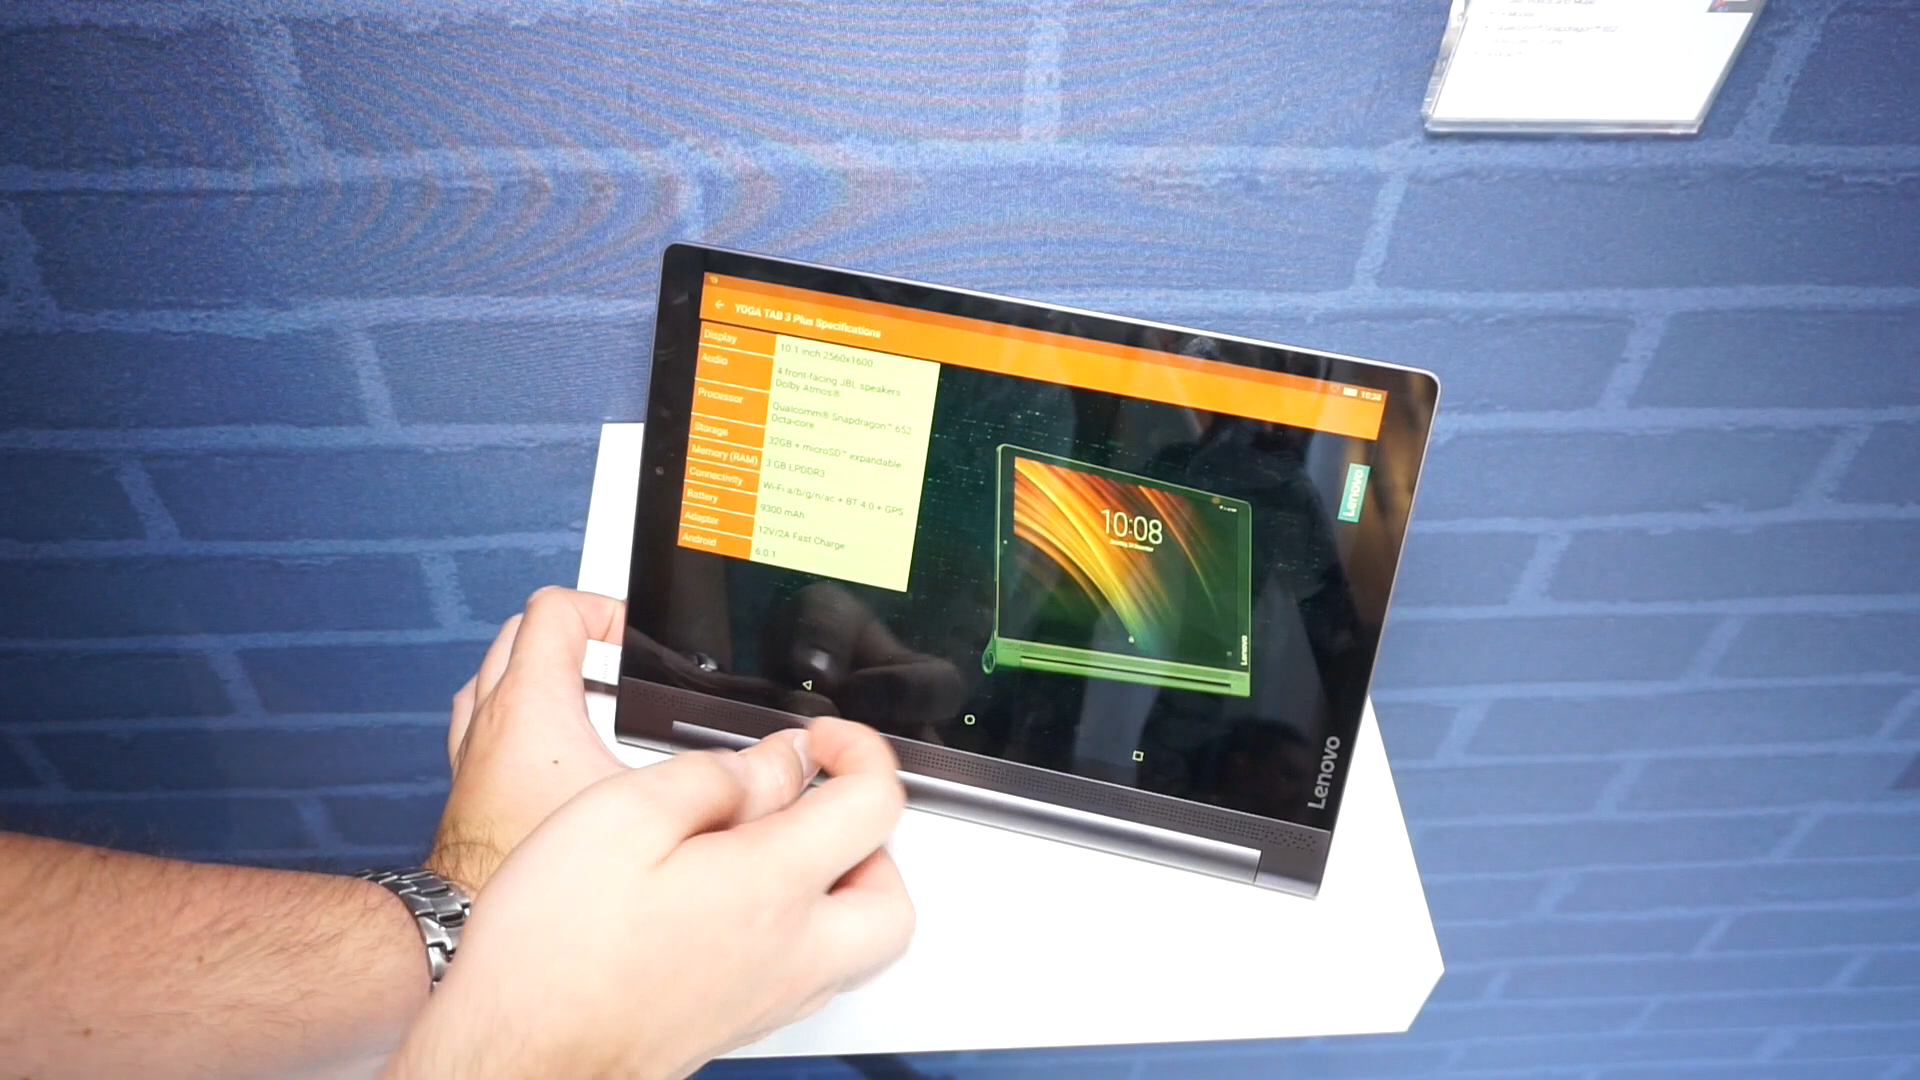 YOGA TAB 3 Plus Specifications
10:38
Display
10.1 inch 2560x1600
Audio
4 front-facing JBL speakers
Dolby Atmos®
Processor
Qualcomm® Snapdragon™ 652
Octa-core
Storage
32GB + microSD™ expandable
Memory (RAM)
3 GB LPDDR3
Connectivity
Wi-Fi a/b/g/n/ac + BT 4.0 + GPS
Battery
9300 mAh
Adapter
12V/2A Fast Charge
Android
6.0.1
Lenovo
10:08
Lenovo
Lenovo